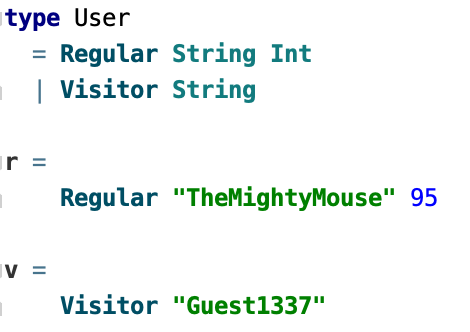 type User
= Regular String Int
| Visitor String
r =
Regular "TheMightyMouse" 95
v =
Visitor "Guest1337"